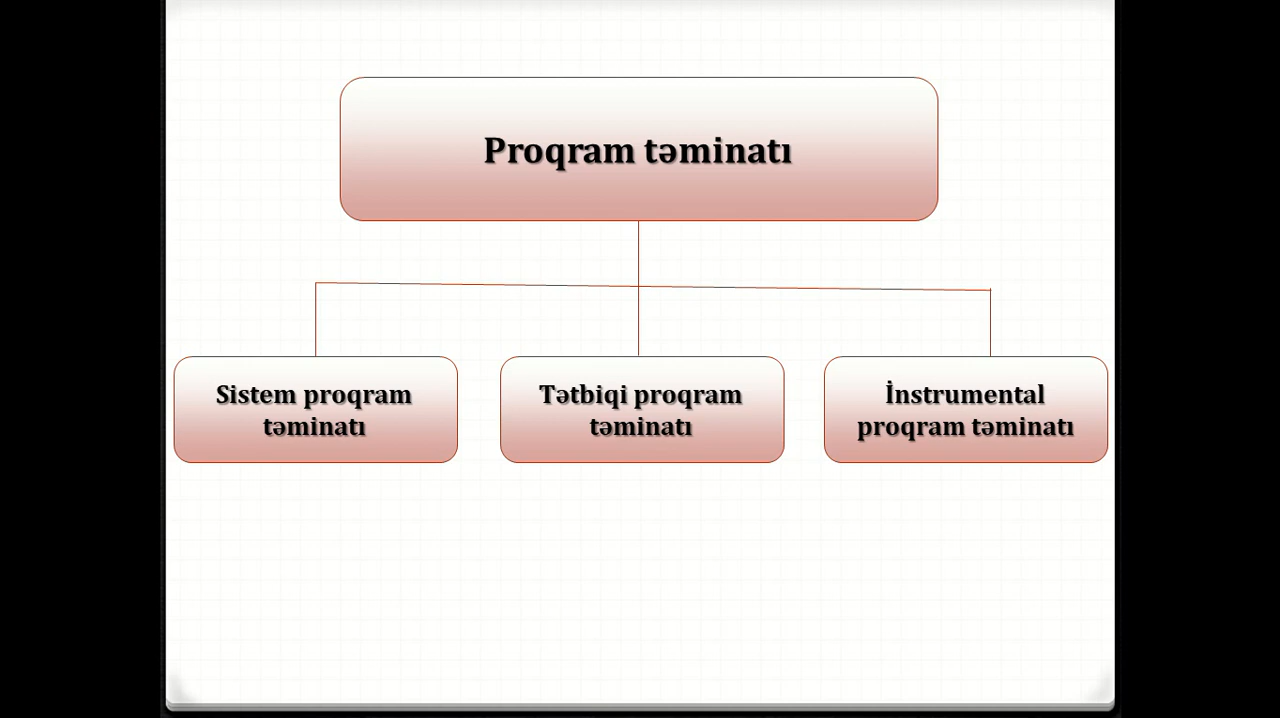 Proqram təminatı
Sistem proqram
təminatı
Tətbiqi proqram
təminatı
İnstrumental
proqram təminatı